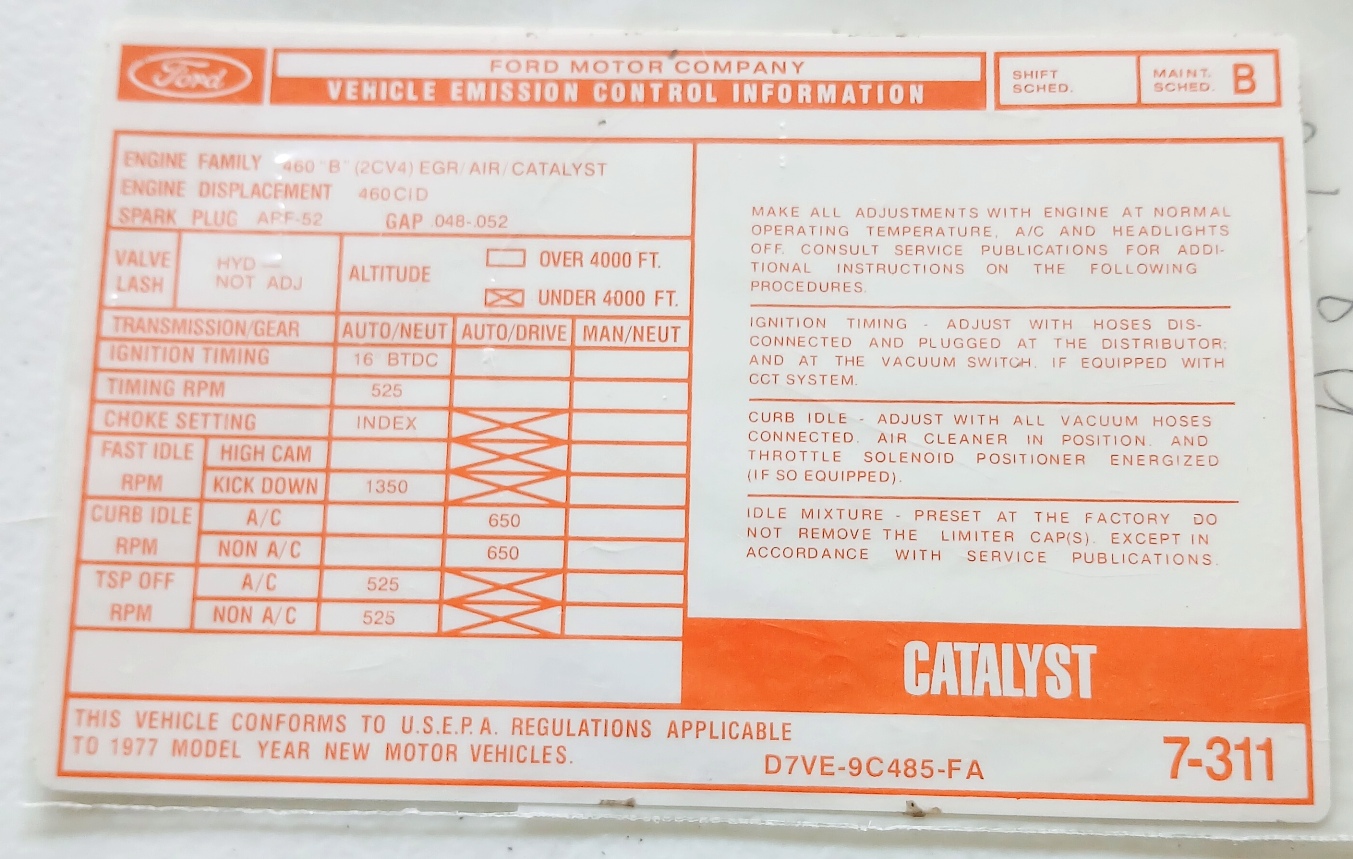 Ford
FORD MOTOR COMPANY
VEHICLE EMISSION CONTROL INFORMATION
SHIFT
SCHED.
MAINT.
SCHED. B
ENGINE FAMILY 460 "B" (2CV4) EGR/AIR/CATALYST
ENGINE DISPLACEMENT 460CID
SPARK PLUG ARF-52 GAP .048-.052
VALVE
LASH
HYD —
NOT ADJ
ALTITUDE
OVER 4000 FT.
UNDER 4000 FT.
TRANSMISSION/GEAR AUTO/NEUT AUTO/DRIVE MAN/NEUT
IGNITION TIMING 16 BTDC
TIMING RPM 525
CHOKE SETTING INDEX
FAST IDLE
RPM
HIGH CAM
KICK DOWN 1350
CURB IDLE
RPM
A/C 650
NON A/C 650
TSP OFF
RPM
A/C 525
NON A/C 525
MAKE ALL ADJUSTMENTS WITH ENGINE AT NORMAL
OPERATING TEMPERATURE, A/C AND HEADLIGHTS
OFF. CONSULT SERVICE PUBLICATIONS FOR ADDI-
TIONAL INSTRUCTIONS ON THE FOLLOWING
PROCEDURES.
IGNITION TIMING - ADJUST WITH HOSES DIS-
CONNECTED AND PLUGGED AT THE DISTRIBUTOR;
AND AT THE VACUUM SWITCH. IF EQUIPPED WITH
CCT SYSTEM.
CURB IDLE - ADJUST WITH ALL VACUUM HOSES
CONNECTED. AIR CLEANER IN POSITION. AND
THROTTLE SOLENOID POSITIONER ENERGIZED
(IF SO EQUIPPED).
IDLE MIXTURE - PRESET AT THE FACTORY DO
NOT REMOVE THE LIMITER CAP(S). EXCEPT IN
ACCORDANCE WITH SERVICE PUBLICATIONS.
CATALYST
THIS VEHICLE CONFORMS TO U.S.E.P.A. REGULATIONS APPLICABLE
TO 1977 MODEL YEAR NEW MOTOR VEHICLES.
D7VE-9C485-FA
7-311